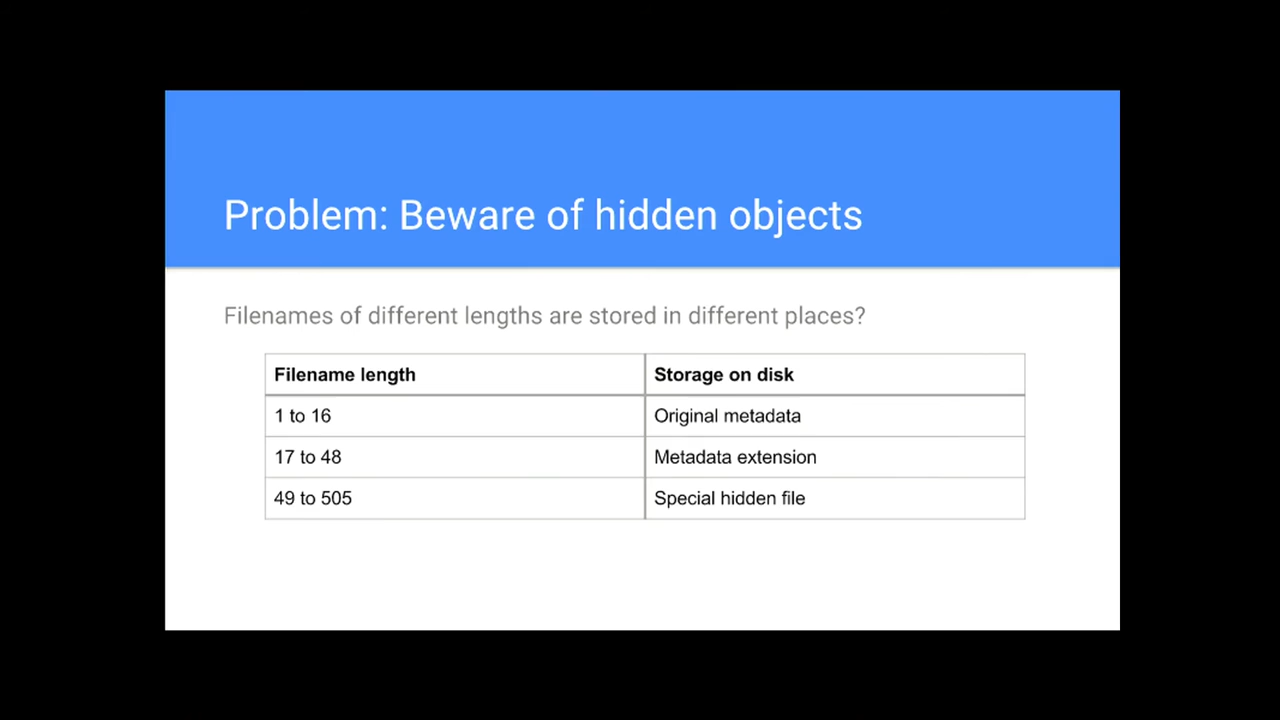 Problem: Beware of hidden objects
Filenames of different lengths are stored in different places?
Filename length Storage on disk
1 to 16 Original metadata
17 to 48 Metadata extension
49 to 505 Special hidden file